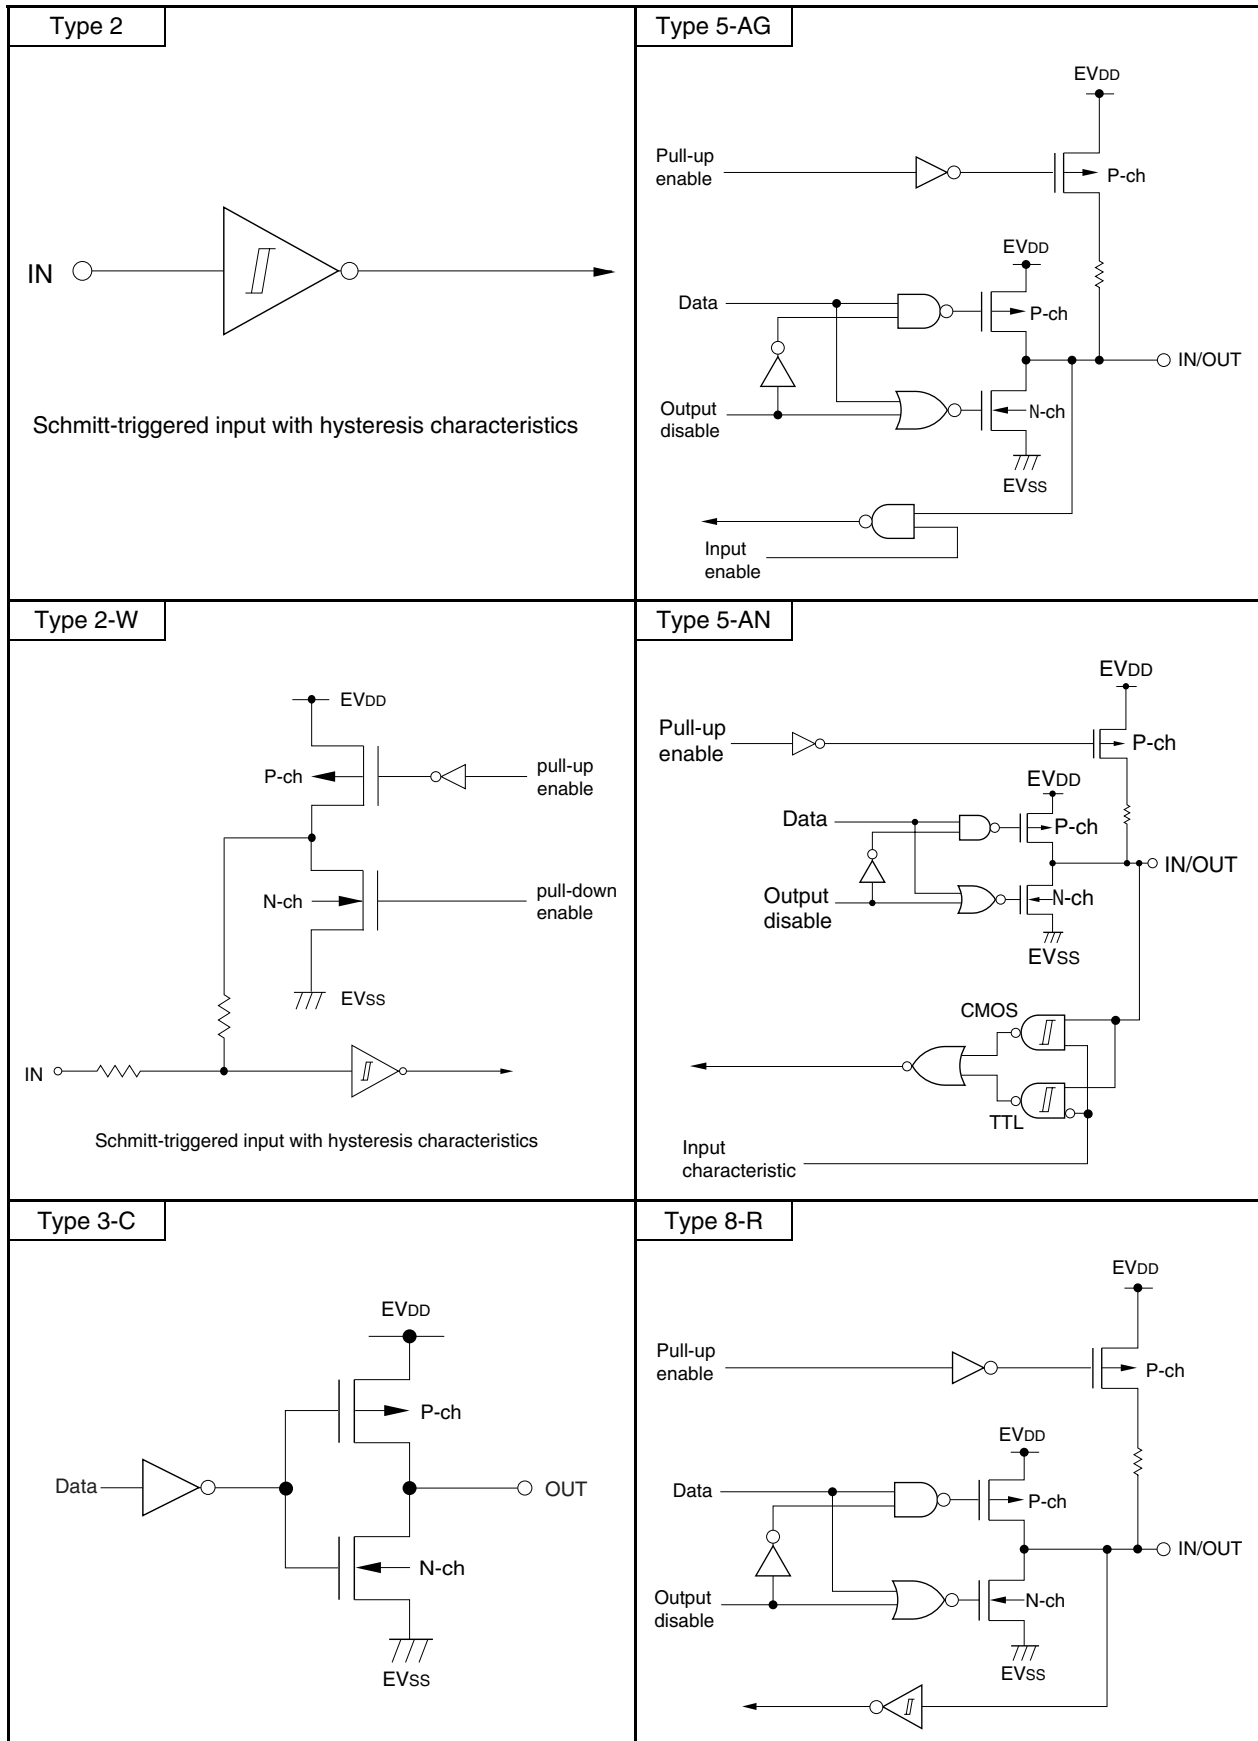 Type 2
IN
Schmitt-triggered input with hysteresis characteristics
Type 5-AG
EVDD
Pull-up
enable
P-ch
EVDD
Data
P-ch
IN/OUT
Output
disable
N-ch
EVSS
Input
enable
Type 2-W
EVDD
P-ch
pull-up
enable
N-ch
pull-down
enable
EVSS
IN
Schmitt-triggered input with hysteresis characteristics
Type 5-AN
EVDD
Pull-up
enable
P-ch
EVDD
Data
P-ch
IN/OUT
Output
disable
N-ch
EVSS
CMOS
TTL
Input
characteristic
Type 3-C
EVDD
P-ch
Data
OUT
N-ch
EVSS
Type 8-R
EVDD
Pull-up
enable
P-ch
EVDD
Data
P-ch
IN/OUT
Output
disable
N-ch
EVSS